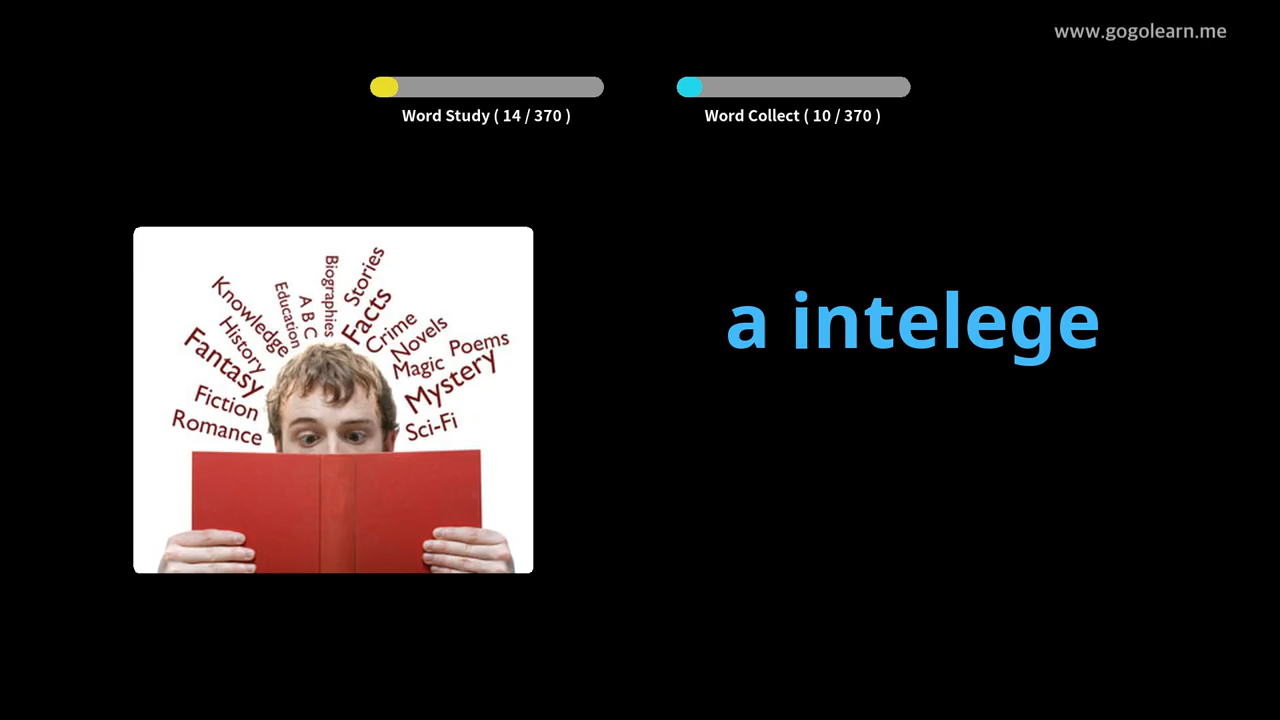 www.gogolearn.me
Word Study ( 14 / 370 )
Word Collect ( 10 / 370 )
a intelege
Knowledge
History
Fantasy
Fiction
Romance
Education
A B C
Biographies
Stories
Facts
Crime
Novels
Magic
Poems
Mystery
Sci-Fi